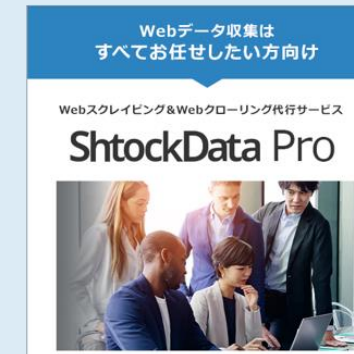 Webデータ収集は
すべてお任せしたい方向け
Webスクレイピング&Webクローリング代行サービス
ShtockData Pro